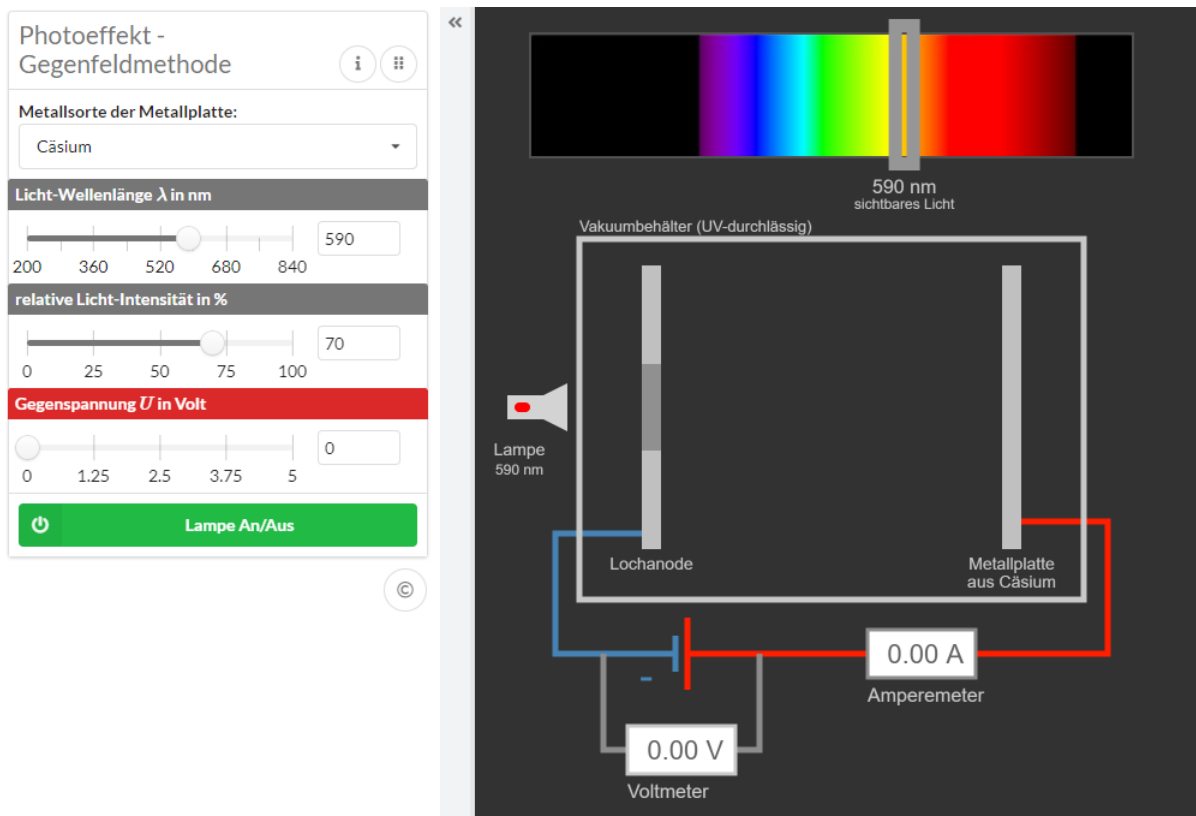 Photoeffekt -
Gegenfeldmethode
i
Metallsorte der Metallplatte:
Cäsium
Licht-Wellenlänge λ in nm
590
200 360 520 680 840
relative Licht-Intensität in %
70
0 25 50 75 100
Gegenspannung U in Volt
0
0 1.25 2.5 3.75 5
Lampe An/Aus
©
«
590 nm
sichtbares Licht
Vakuumbehälter (UV-durchlässig)
Lampe
590 nm
Lochanode
Metallplatte
aus Cäsium
-
0.00 A
Amperemeter
0.00 V
Voltmeter